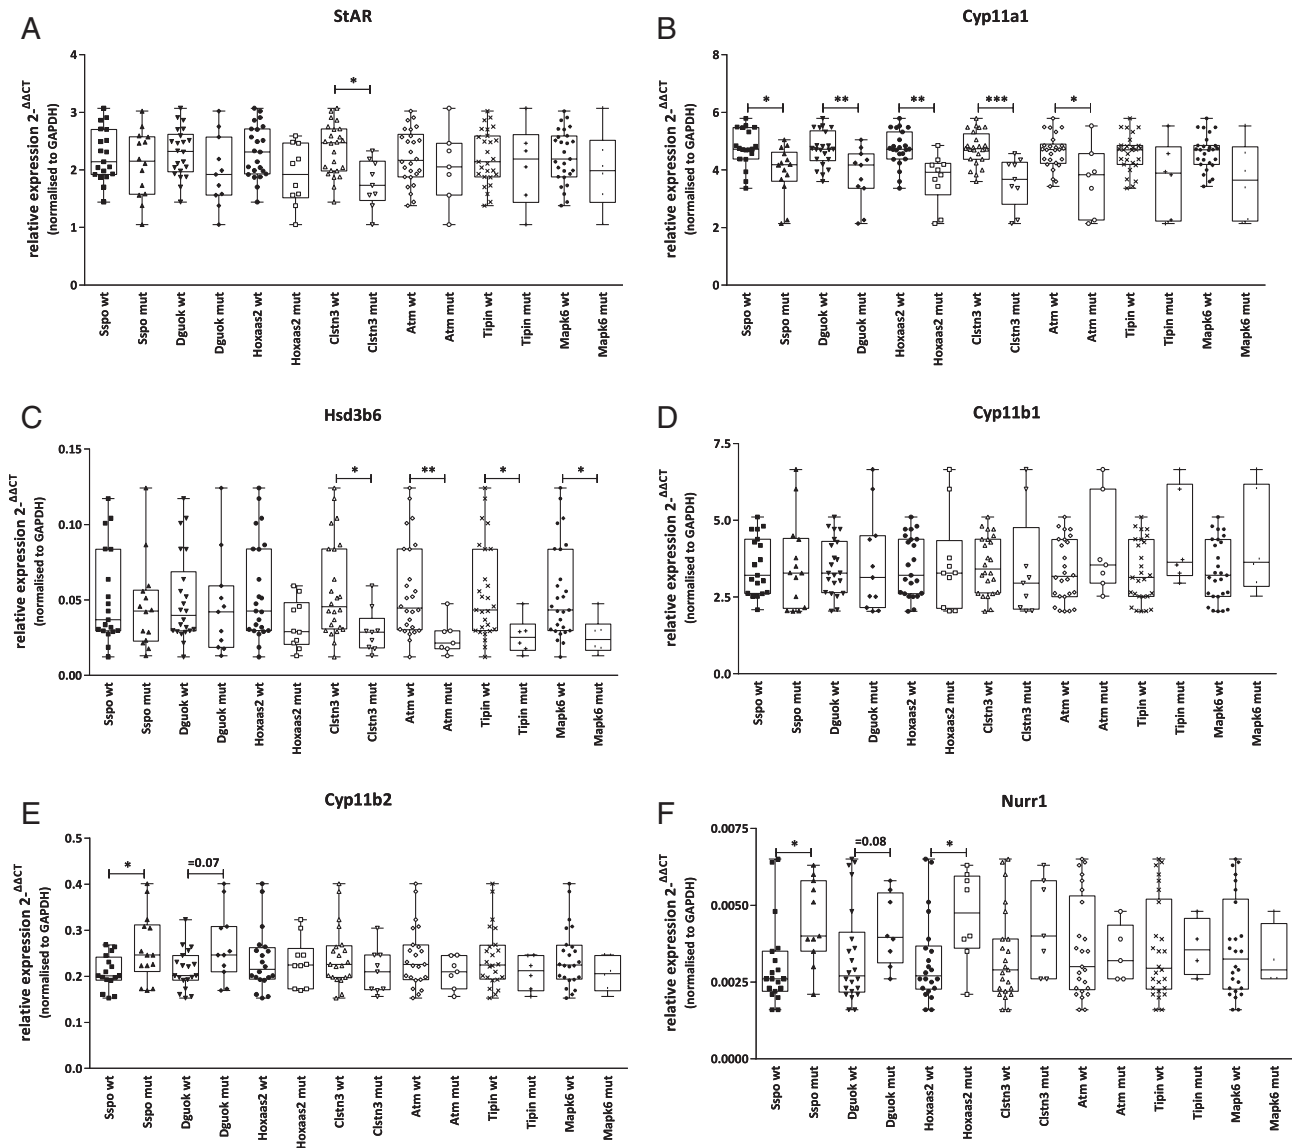 A
StAR
relative expression 2-ΔΔCT
(normalised to GAPDH)
4
3
2
1
0
*
Sspo wt
Sspo mut
Dguok wt
Dguok mut
Hoxaas2 wt
Hoxaas2 mut
Clstn3 wt
Clstn3 mut
Atm wt
Atm mut
Tipin wt
Tipin mut
Mapk6 wt
Mapk6 mut
B
Cyp11a1
relative expression 2-ΔΔCT
(normalised to GAPDH)
8
6
4
2
0
*
**
**
***
*
Sspo wt
Sspo mut
Dguok wt
Dguok mut
Hoxaas2 wt
Hoxaas2 mut
Clstn3 wt
Clstn3 mut
Atm wt
Atm mut
Tipin wt
Tipin mut
Mapk6 wt
Mapk6 mut
C
Hsd3b6
relative expression 2-ΔΔCT
(normalised to GAPDH)
0.15
0.10
0.05
0.00
*
**
*
*
Sspo wt
Sspo mut
Dguok wt
Dguok mut
Hoxaas2 wt
Hoxaas2 mut
Clstn3 wt
Clstn3 mut
Atm wt
Atm mut
Tipin wt
Tipin mut
Mapk6 wt
Mapk6 mut
D
Cyp11b1
relative expression 2-ΔΔCT
(normalised to GAPDH)
7.5
5.0
2.5
0.0
Sspo wt
Sspo mut
Dguok wt
Dguok mut
Hoxaas2 wt
Hoxaas2 mut
Clstn3 wt
Clstn3 mut
Atm wt
Atm mut
Tipin wt
Tipin mut
Mapk6 wt
Mapk6 mut
E
Cyp11b2
relative expression 2-ΔΔCT
(normalised to GAPDH)
0.5
0.4
0.3
0.2
0.1
0.0
*
=0.07
Sspo wt
Sspo mut
Dguok wt
Dguok mut
Hoxaas2 wt
Hoxaas2 mut
Clstn3 wt
Clstn3 mut
Atm wt
Atm mut
Tipin wt
Tipin mut
Mapk6 wt
Mapk6 mut
F
Nurr1
relative expression 2-ΔΔCT
(normalised to GAPDH)
0.0075
0.0050
0.0025
0.0000
*
=0.08
*
Sspo wt
Sspo mut
Dguok wt
Dguok mut
Hoxaas2 wt
Hoxaas2 mut
Clstn3 wt
Clstn3 mut
Atm wt
Atm mut
Tipin wt
Tipin mut
Mapk6 wt
Mapk6 mut